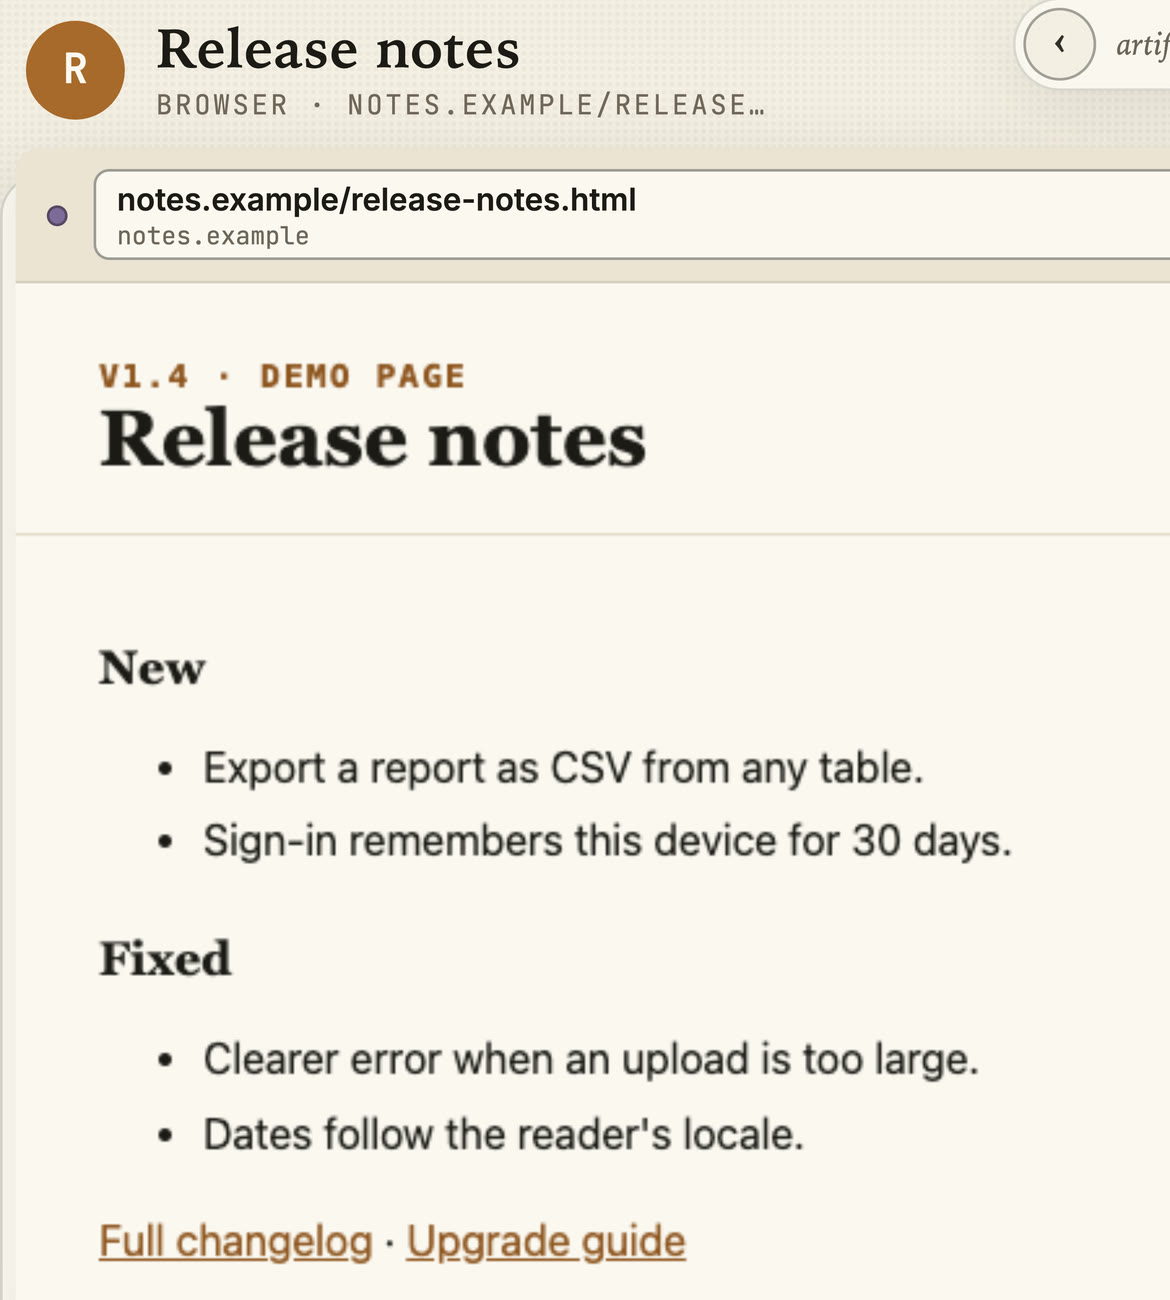 R
Release notes
BROWSER · NOTES.EXAMPLE/RELEASE…
‹ artif
notes.example/release-notes.html
notes.example
V1.4 · DEMO PAGE
Release notes
New
• Export a report as CSV from any table.
• Sign-in remembers this device for 30 days.
Fixed
• Clearer error when an upload is too large.
• Dates follow the reader's locale.
Full changelog · Upgrade guide